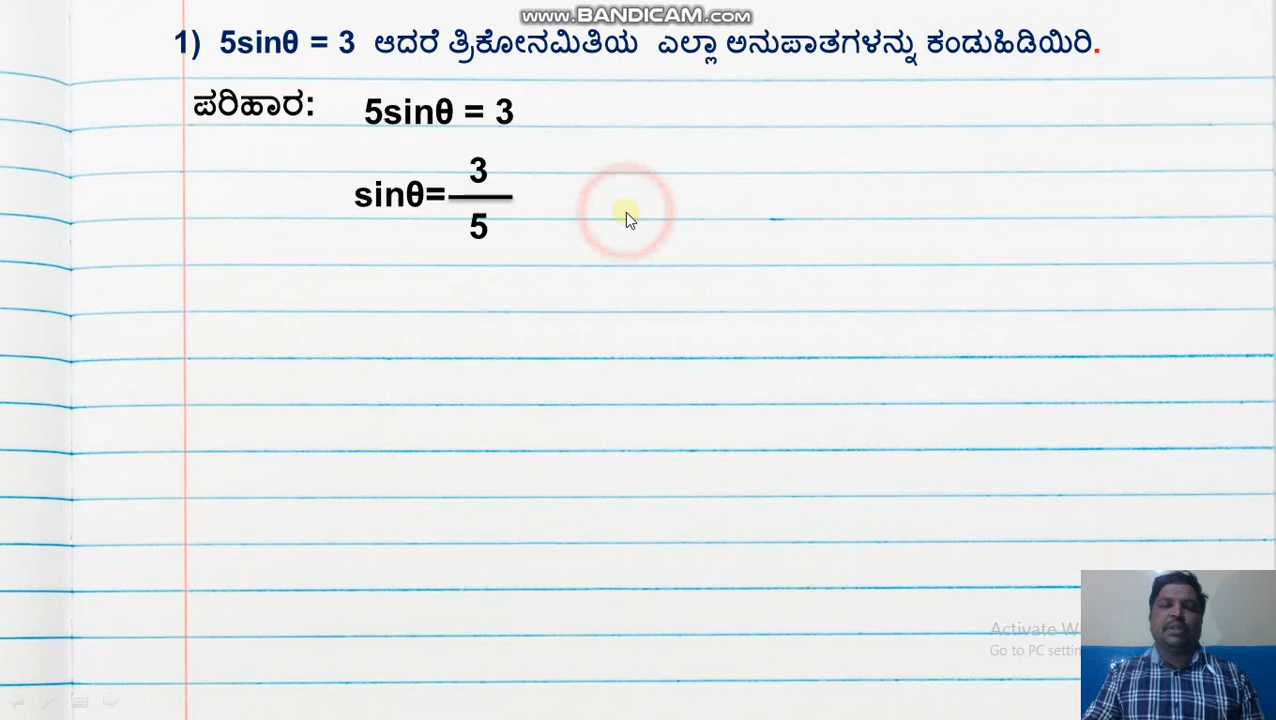 www.BANDICAM.com
1) 5sinθ = 3 ಆದರೆ ತ್ರಿಕೋನಮಿತಿಯ ಎಲ್ಲಾ ಅನುಪಾತಗಳನ್ನು ಕಂಡುಹಿಡಿಯಿರಿ.
ಪರಿಹಾರ: 5sinθ = 3
3
sinθ=
5
Activate W
Go to PC settin